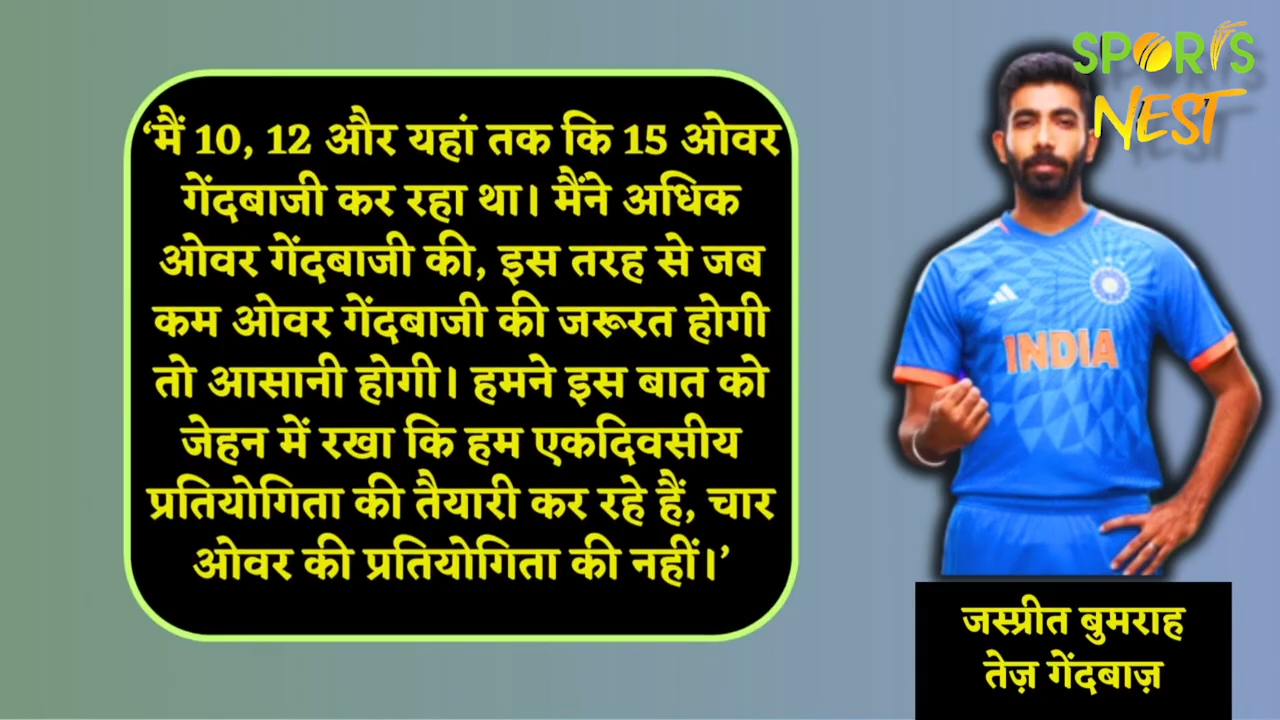 ‘मैं 10, 12 और यहां तक कि 15 ओवर
गेंदबाजी कर रहा था। मैंने अधिक
ओवर गेंदबाजी की, इस तरह से जब
कम ओवर गेंदबाजी की जरूरत होगी
तो आसानी होगी। हमने इस बात को
जेहन में रखा कि हम एकदिवसीय
प्रतियोगिता की तैयारी कर रहे हैं, चार
ओवर की प्रतियोगिता की नहीं।’
SPORTS
NEST
INDIA
जस्प्रीत बुमराह
तेज़ गेंदबाज़